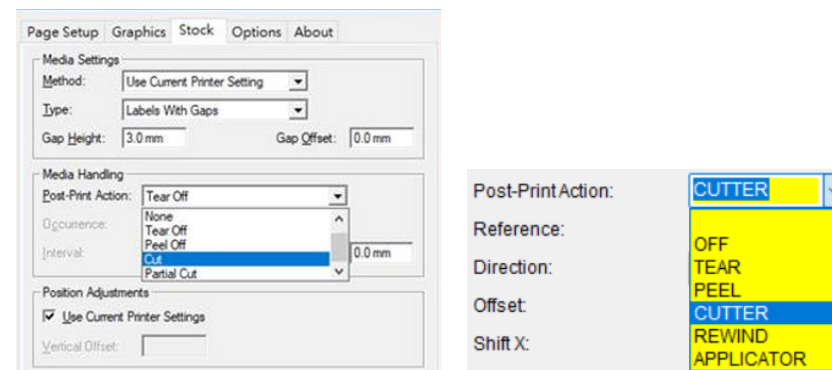 Page Setup Graphics Stock Options About
Media Settings
Method: Use Current Printer Setting
Type: Labels With Gaps
Gap Height: 3.0 mm Gap Offset: 0.0 mm
Media Handling
Post-Print Action: Tear Off
None
Tear Off
Occurrence:
Peel Off
Interval: 0.0 mm
Cut
Partial Cut
Position Adjustments
Use Current Printer Settings
Vertical Offset:
Post-Print Action: CUTTER
Reference:
OFF
Direction: TEAR
PEEL
Offset: CUTTER
REWIND
Shift X:
APPLICATOR